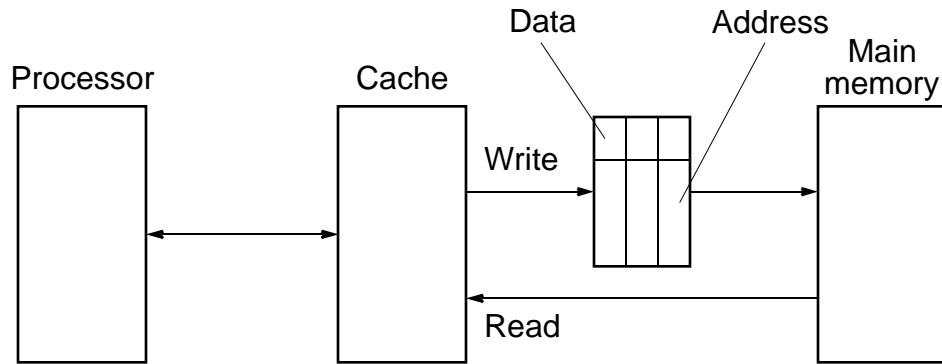 Data
Address
Main
memory
Processor
Cache
Write
Read